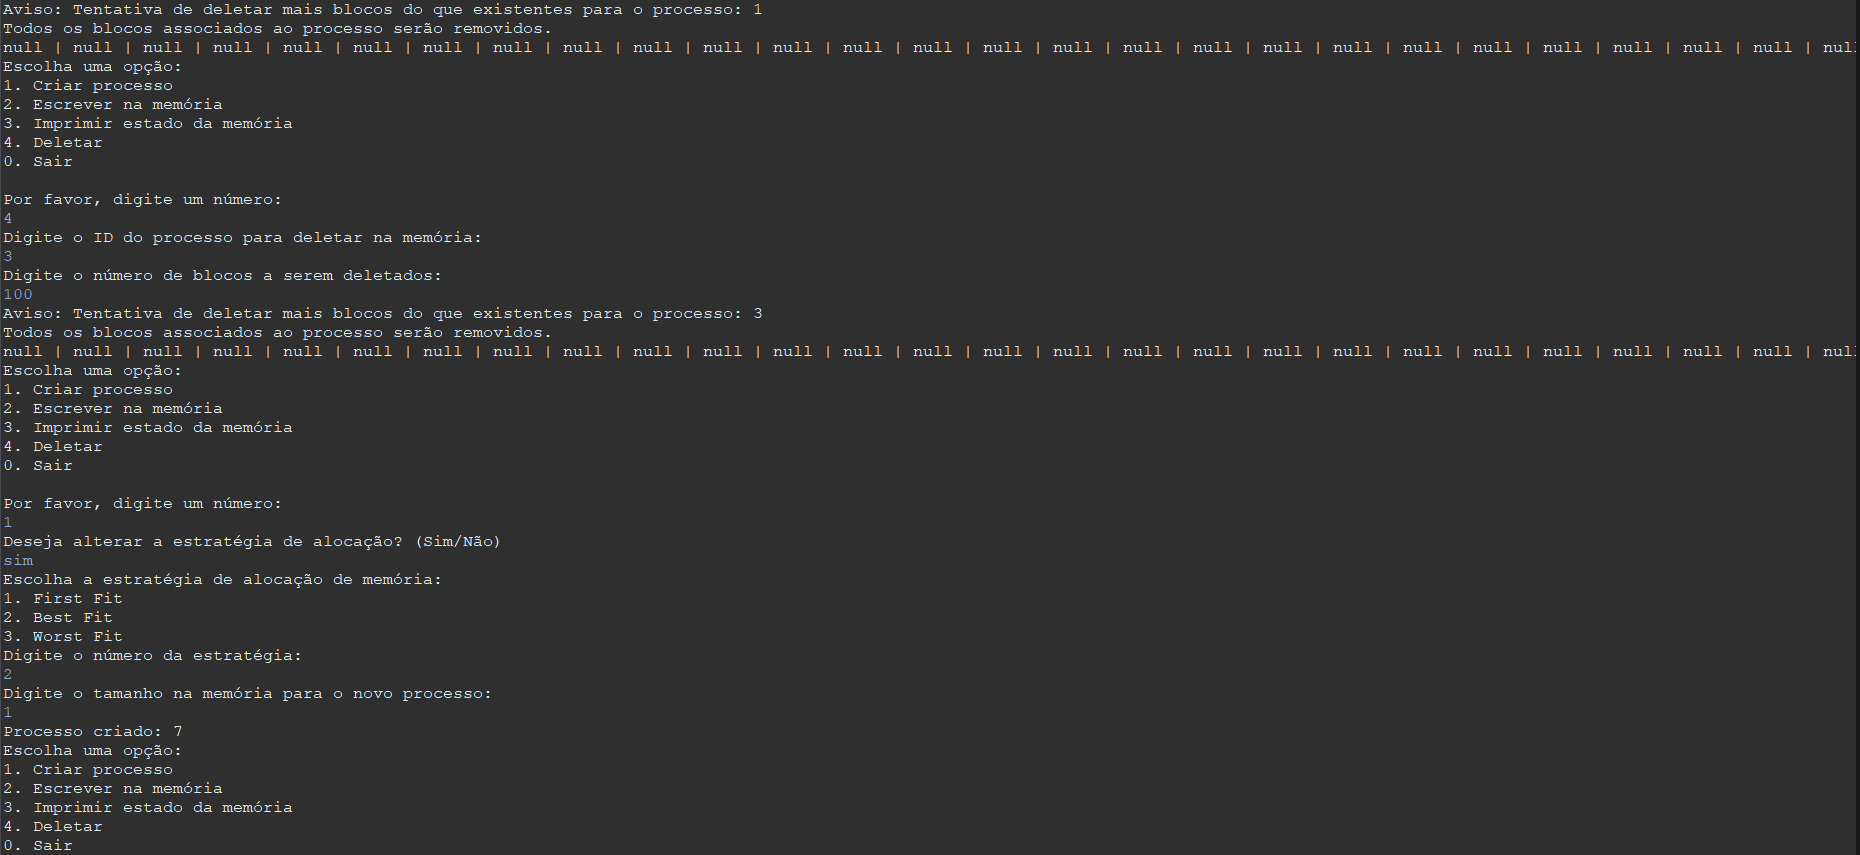 Aviso: Tentativa de deletar mais blocos do que existentes para o processo: 1
Todos os blocos associados ao processo serão removidos.
null | null | null | null | null | null | null | null | null | null | null | null | null | null | null | null | null | null | null | null | null | null | null | null | null | null | nul
Escolha uma opção:
1. Criar processo
2. Escrever na memória
3. Imprimir estado da memória
4. Deletar
0. Sair
Por favor, digite um número:
4
Digite o ID do processo para deletar na memória:
3
Digite o número de blocos a serem deletados:
100
Aviso: Tentativa de deletar mais blocos do que existentes para o processo: 3
Todos os blocos associados ao processo serão removidos.
null | null | null | null | null | null | null | null | null | null | null | null | null | null | null | null | null | null | null | null | null | null | null | null | null | null | nul
Escolha uma opção:
1. Criar processo
2. Escrever na memória
3. Imprimir estado da memória
4. Deletar
0. Sair
Por favor, digite um número:
1
Deseja alterar a estratégia de alocação? (Sim/Não)
sim
Escolha a estratégia de alocação de memória:
1. First Fit
2. Best Fit
3. Worst Fit
Digite o número da estratégia:
2
Digite o tamanho na memória para o novo processo:
1
Processo criado: 7
Escolha uma opção:
1. Criar processo
2. Escrever na memória
3. Imprimir estado da memória
4. Deletar
0. Sair